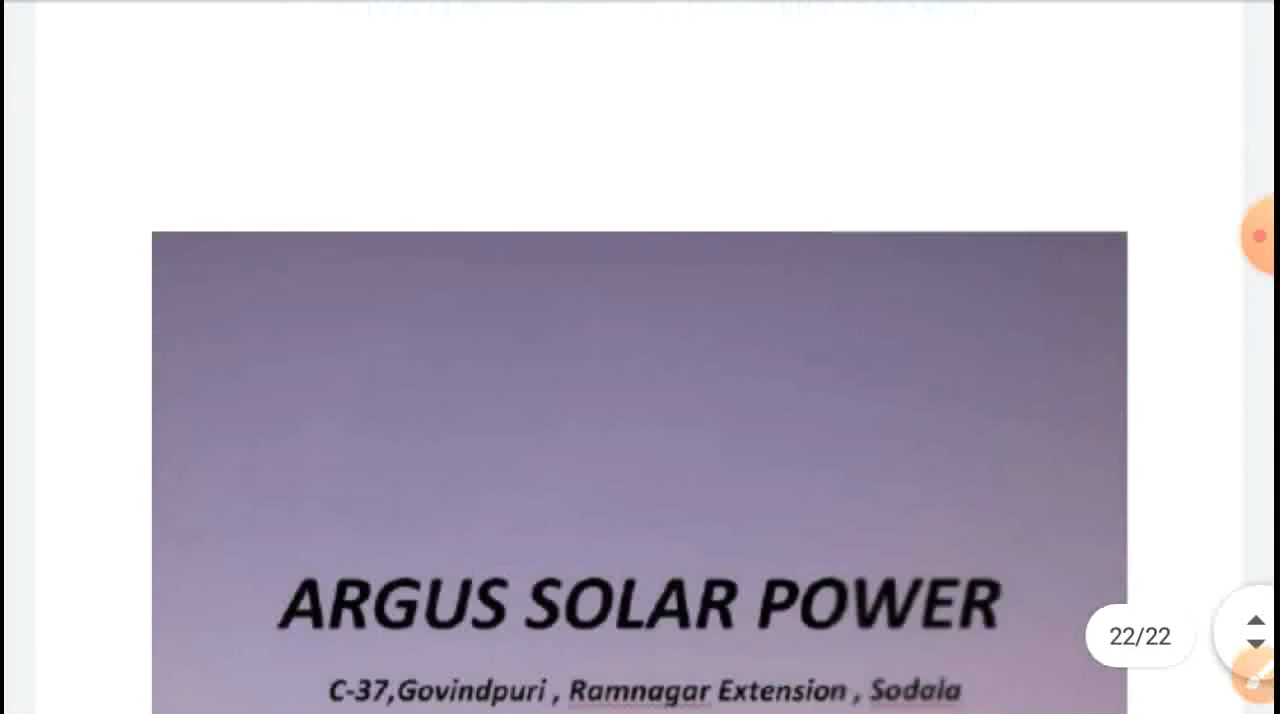 ARGUS SOLAR POWER
C-37,Govindpuri , Ramnagar Extension , Sodala
22/22